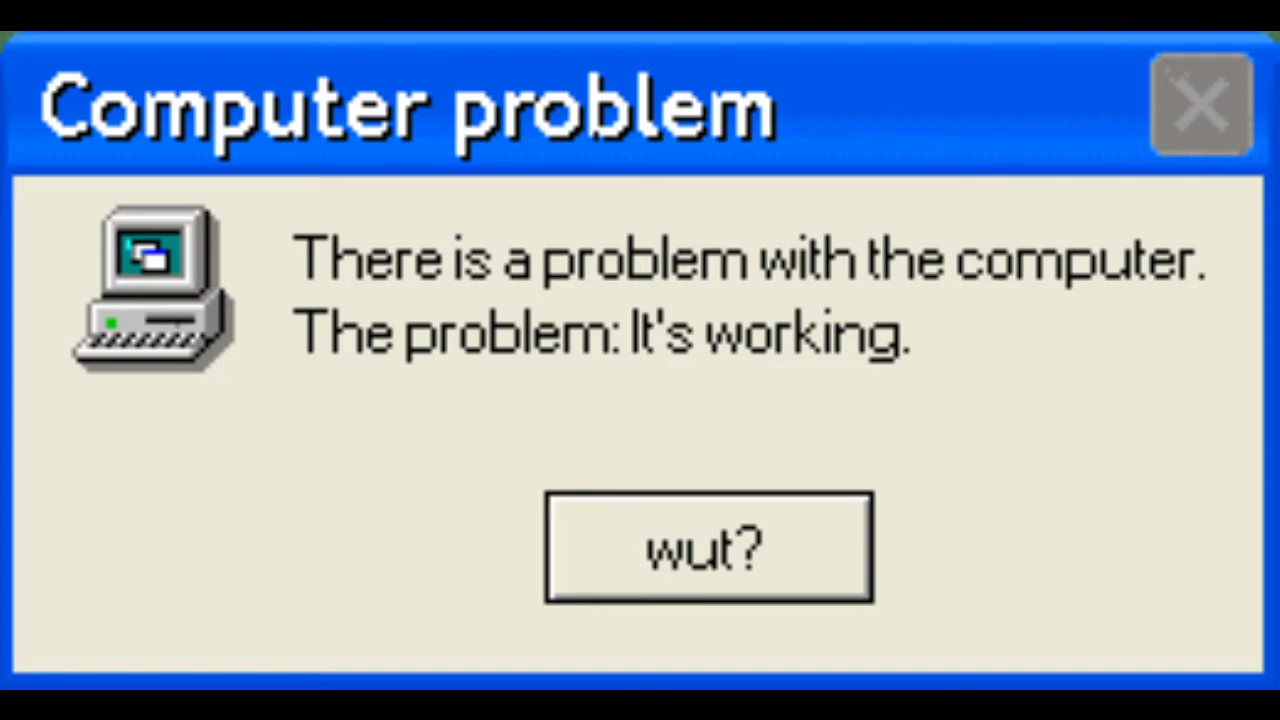 Computer problem
There is a problem with the computer.
The problem: It's working.
wut?